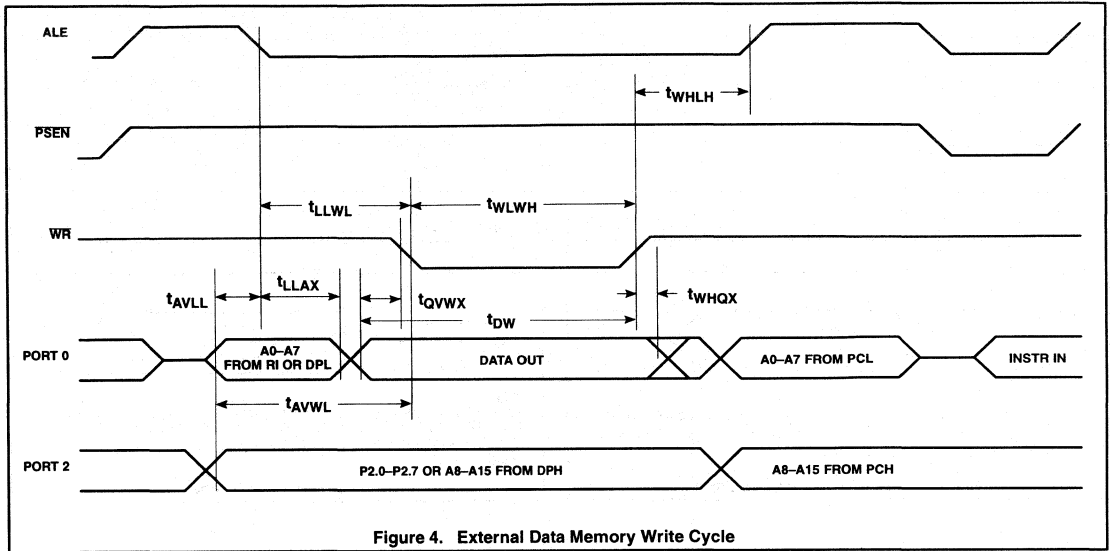 ALE
tWHLH
PSEN
tLLWL
tWLWH
WR
tAVLL
tLLAX
tQVWX
tWHQX
tDW
PORT 0
A0–A7
FROM RI OR DPL
DATA OUT
A0–A7 FROM PCL
INSTR IN
tAVWL
PORT 2
P2.0–P2.7 OR A8–A15 FROM DPH
A8–A15 FROM PCH
Figure 4. External Data Memory Write Cycle